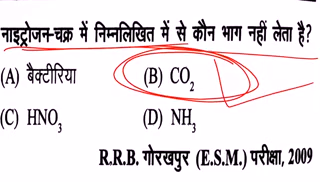 नाइट्रोजन-चक्र में निम्नलिखित में से कौन भाग नहीं लेता है?
(A) बैक्टीरिया (B) CO₂
(C) HNO₃ (D) NH₃
R.R.B. गोरखपुर (E.S.M.) परीक्षा, 2009